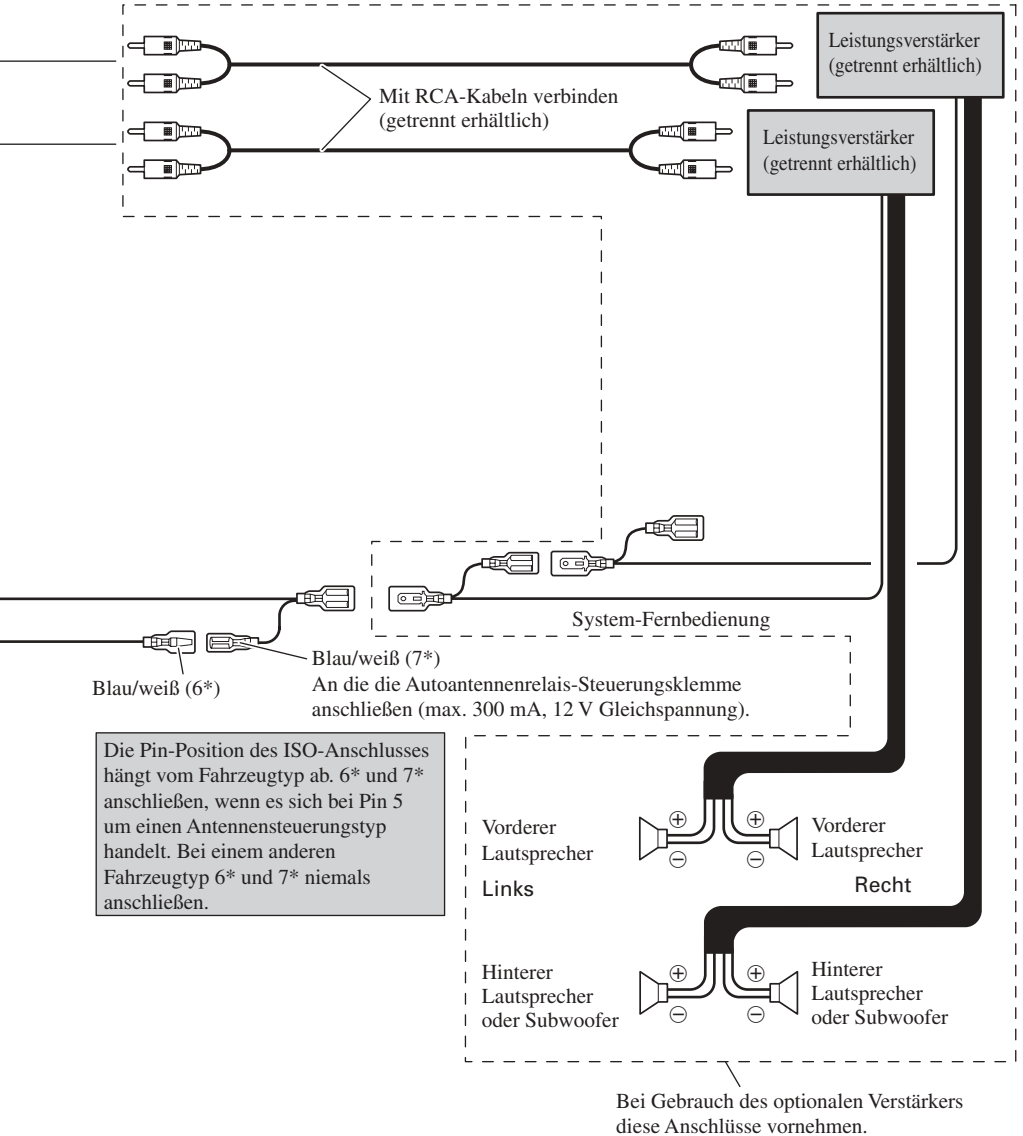 Leistungsverstärker
(getrennt erhältlich)
Mit RCA-Kabeln verbinden
(getrennt erhältlich)
Leistungsverstärker
(getrennt erhältlich)
System-Fernbedienung
Blau/weiß (7*)
Blau/weiß (6*)
An die die Autoantennenrelais-Steuerungsklemme
anschließen (max. 300 mA, 12 V Gleichspannung).
Die Pin-Position des ISO-Anschlusses
hängt vom Fahrzeugtyp ab. 6* und 7*
anschließen, wenn es sich bei Pin 5
um einen Antennensteuerungstyp
handelt. Bei einem anderen
Fahrzeugtyp 6* und 7* niemals
anschließen.
Vorderer
Lautsprecher
Links
+ +
− −
Vorderer
Lautsprecher
Recht
Hinterer
Lautsprecher
oder Subwoofer
+ +
− −
Hinterer
Lautsprecher
oder Subwoofer
Bei Gebrauch des optionalen Verstärkers
diese Anschlüsse vornehmen.